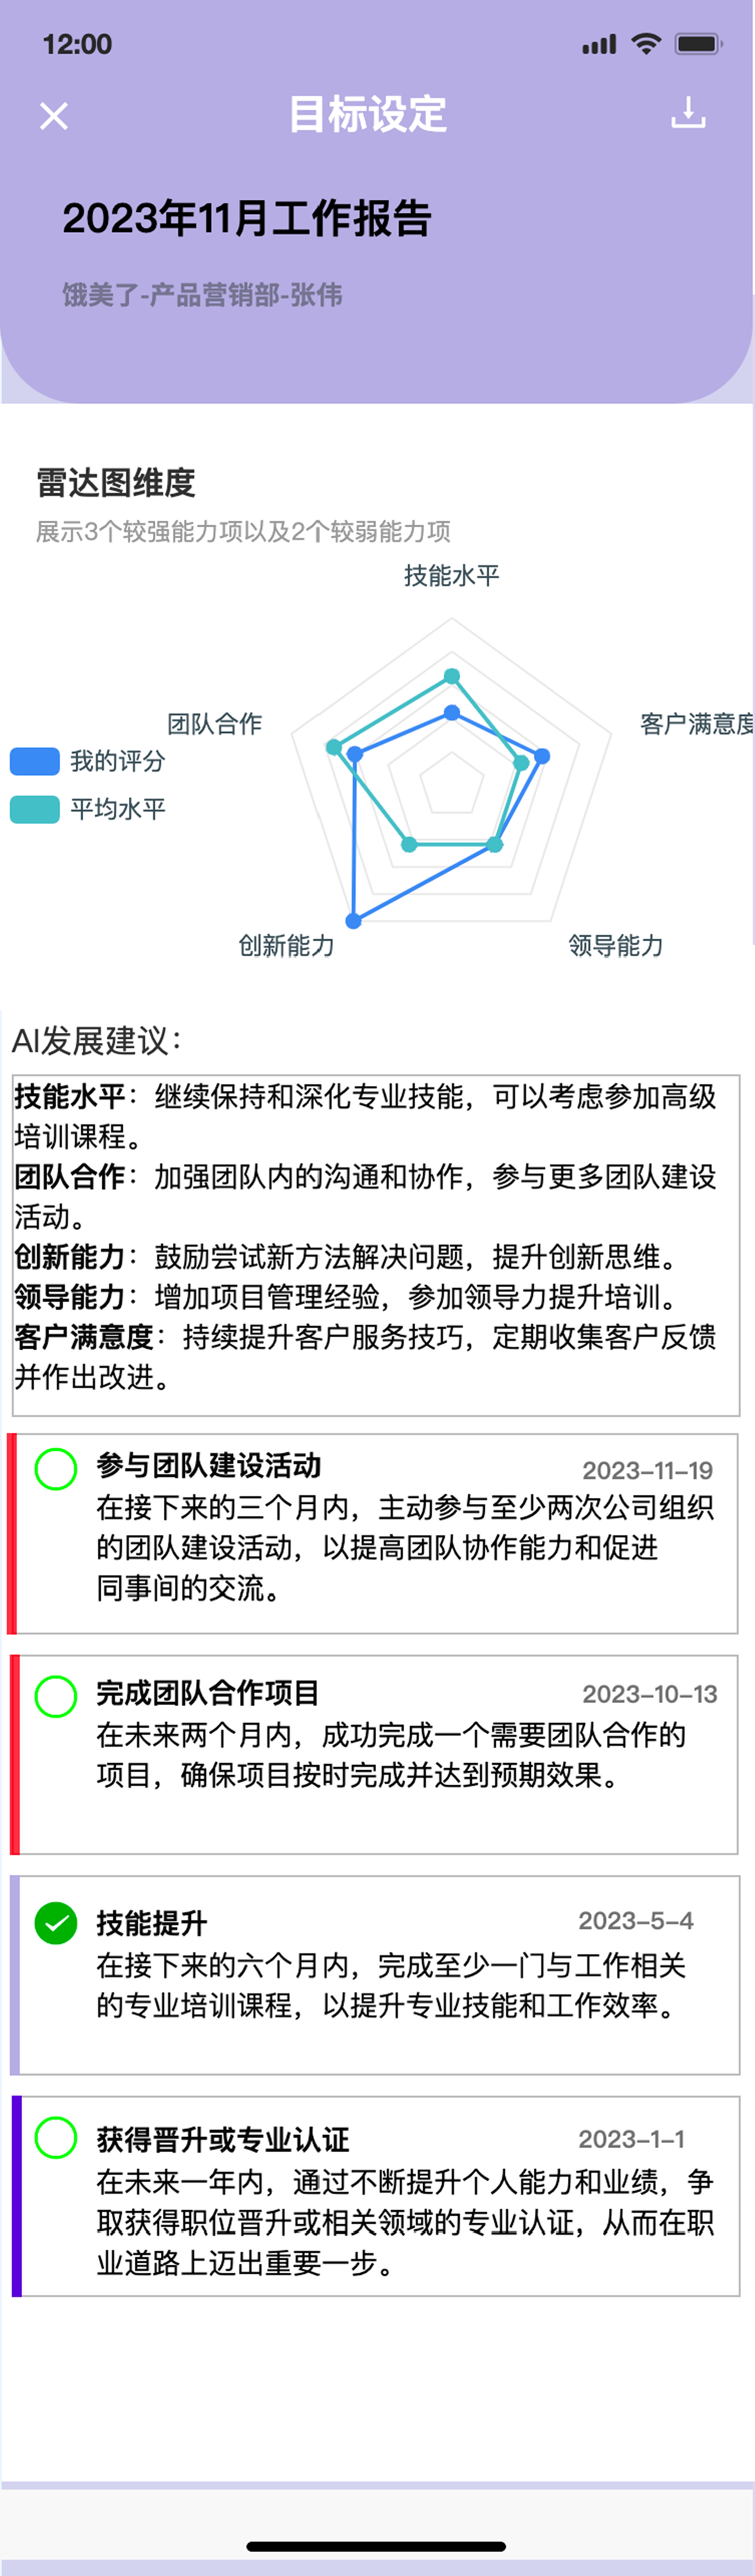 12:00
目标设定
2023年11月工作报告
饿美了-产品营销部-张伟
雷达图维度
展示3个较强能力项以及2个较弱能力项
技能水平
团队合作
客户满意度
我的评分
平均水平
创新能力
领导能力
AI发展建议：
技能水平：继续保持和深化专业技能，可以考虑参加高级
培训课程。
团队合作：加强团队内的沟通和协作，参与更多团队建设
活动。
创新能力：鼓励尝试新方法解决问题，提升创新思维。
领导能力：增加项目管理经验，参加领导力提升培训。
客户满意度：持续提升客户服务技巧，定期收集客户反馈
并作出改进。
参与团队建设活动
2023-11-19
在接下来的三个月内，主动参与至少两次公司组织
的团队建设活动，以提高团队协作能力和促进
同事间的交流。
完成团队合作项目
2023-10-13
在未来两个月内，成功完成一个需要团队合作的
项目，确保项目按时完成并达到预期效果。
技能提升
2023-5-4
在接下来的六个月内，完成至少一门与工作相关
的专业培训课程，以提升专业技能和工作效率。
获得晋升或专业认证
2023-1-1
在未来一年内，通过不断提升个人能力和业绩，争
取获得职位晋升或相关领域的专业认证，从而在职
业道路上迈出重要一步。